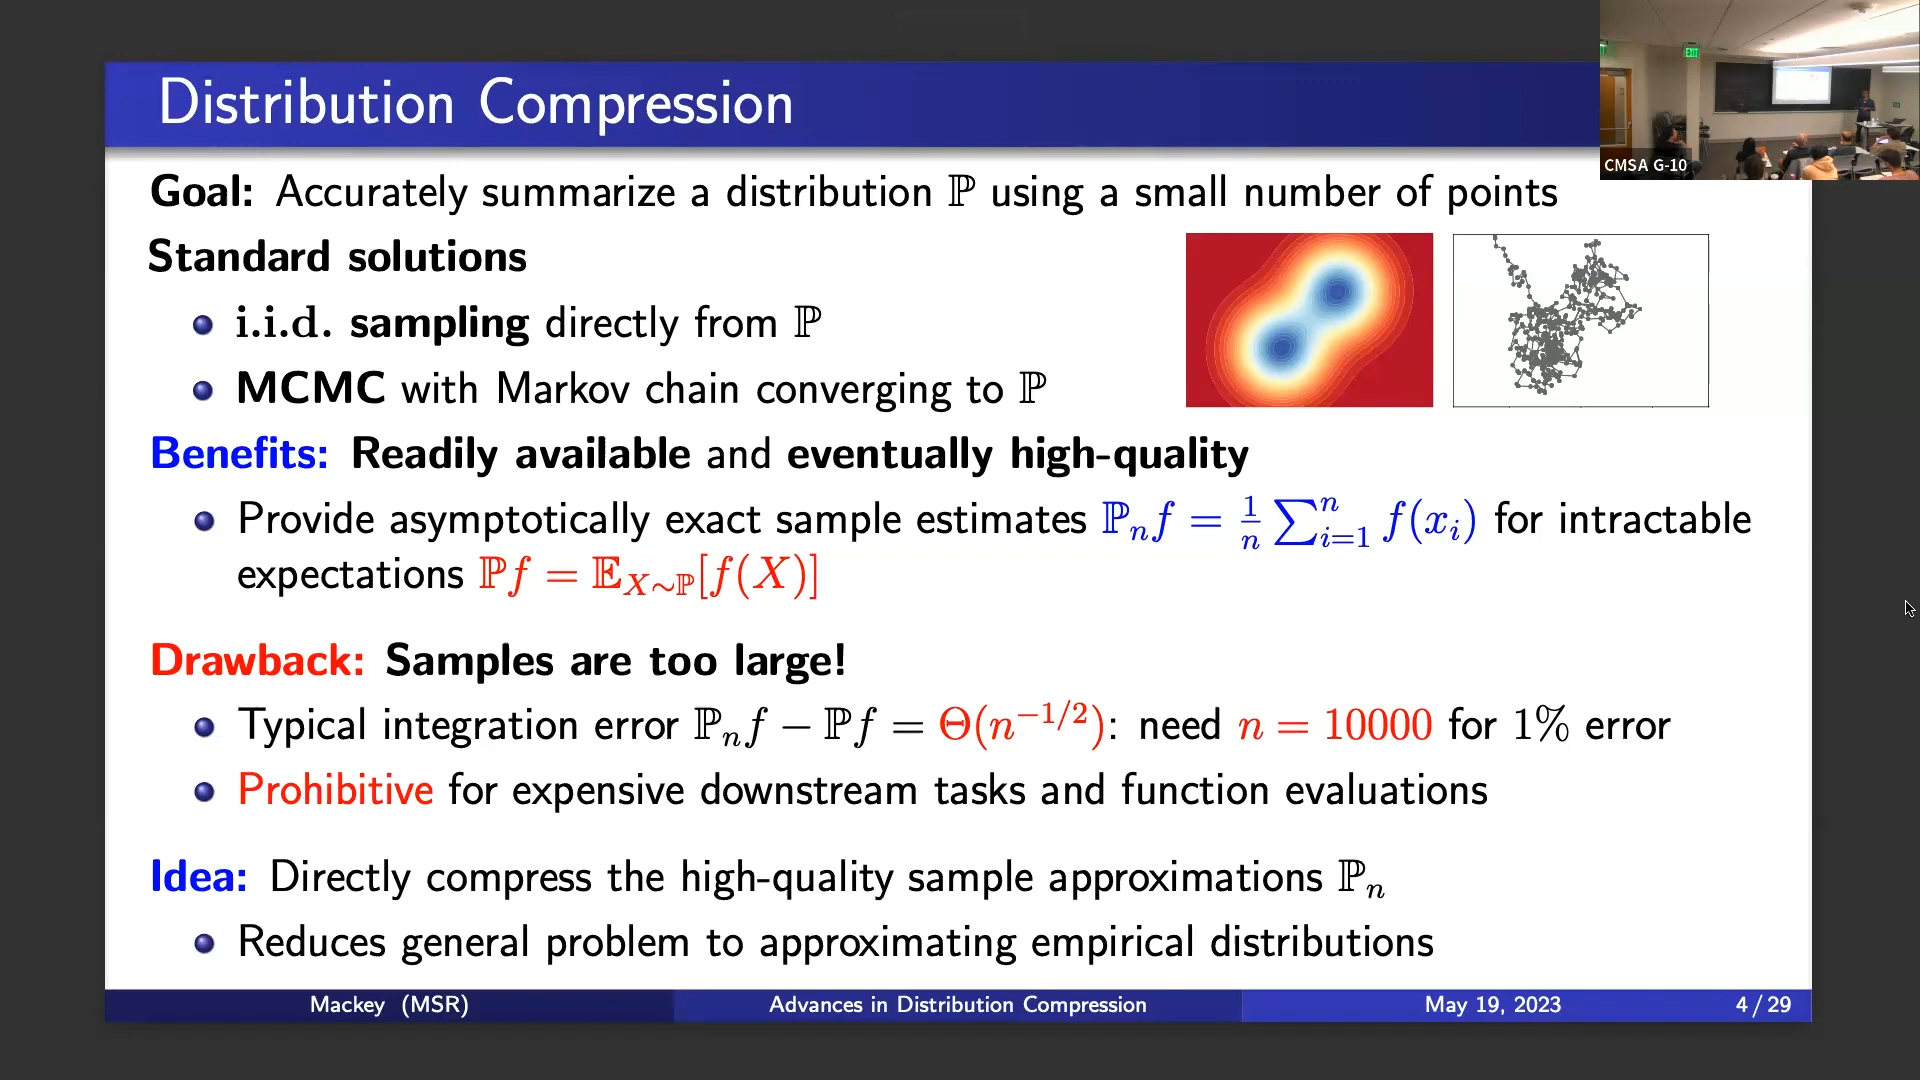 Distribution Compression
EXIT
CMSA G-10
Goal: Accurately summarize a distribution ℙ using a small number of points
Standard solutions
i.i.d. sampling directly from ℙ
MCMC with Markov chain converging to ℙ
Benefits: Readily available and eventually high-quality
Provide asymptotically exact sample estimates ℙₙf = 1/n ∑ⁿᵢ₌₁ f(xᵢ) for intractable
expectations ℙf = 𝔼_{X∼ℙ}[f(X)]
Drawback: Samples are too large!
Typical integration error ℙₙf − ℙf = Θ(n^{−1/2}): need n = 10000 for 1% error
Prohibitive for expensive downstream tasks and function evaluations
Idea: Directly compress the high-quality sample approximations ℙₙ
Reduces general problem to approximating empirical distributions
Mackey (MSR) Advances in Distribution Compression May 19, 2023 4 / 29